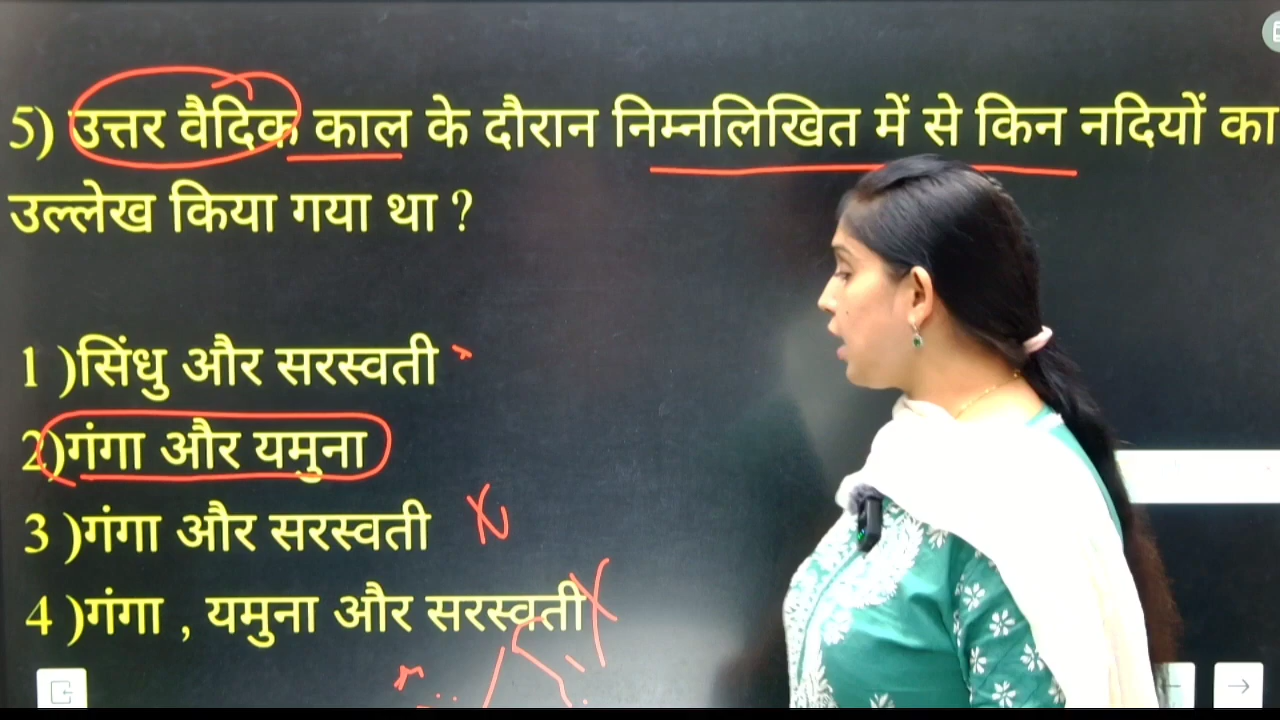 5) उत्तर वैदिक काल के दौरान निम्नलिखित में से किन नदियों का
उल्लेख किया गया था ?
1 )सिंधु और सरस्वती
2)गंगा और यमुना
3 )गंगा और सरस्वती
4 )गंगा , यमुना और सरस्वती